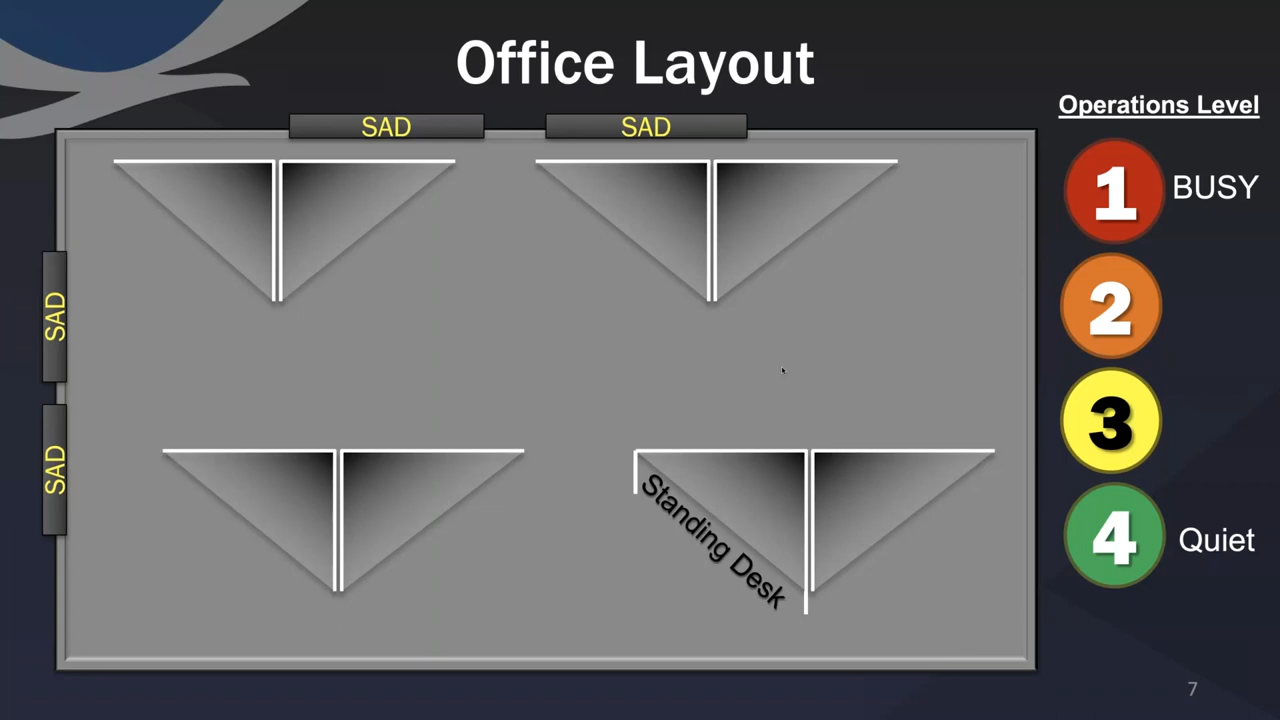 Office Layout
Operations Level
SAD
SAD
1 BUSY
2
SAD
3
SAD
Standing Desk
4 Quiet
7